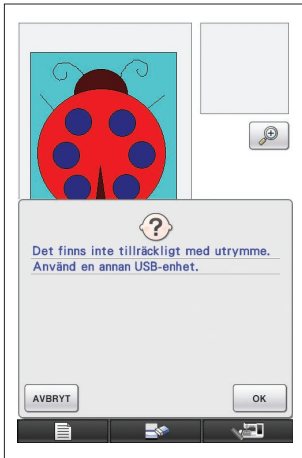 Det finns inte tillräckligt med utrymme.
Använd en annan USB-enhet.
AVBRYT
OK